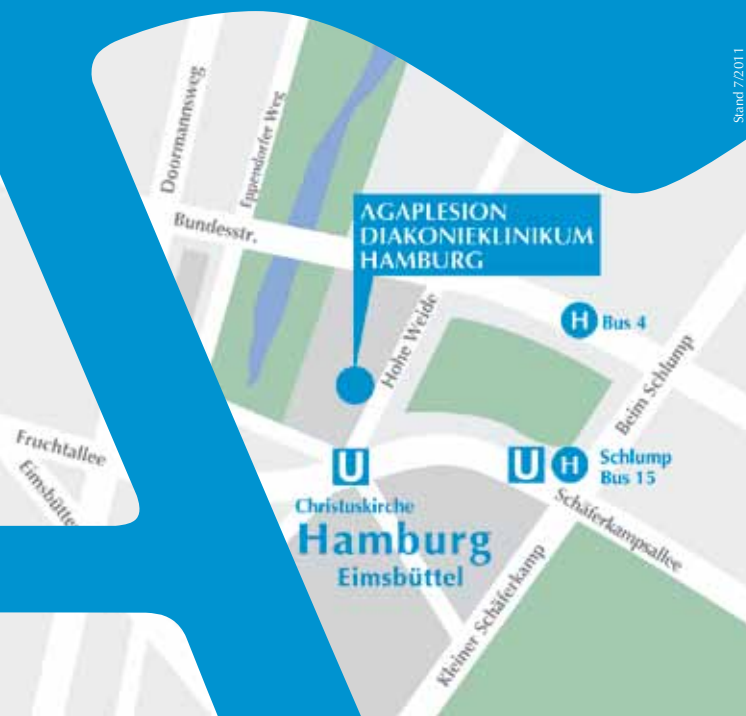 Stand 7/2011
Doormannsweg
Eppendorfer Weg
Bundesstr.
AGAPLESION
DIAKONIEKLINIKUM
HAMBURG
Hohe Weide
H Bus 4
Beim Schlump
Fruchtallee
Eimsbütte
U
Christuskirche
U H Schlump
Bus 15
Schäferkampsallee
Hamburg
Eimsbüttel
Kleiner Schäferkamp